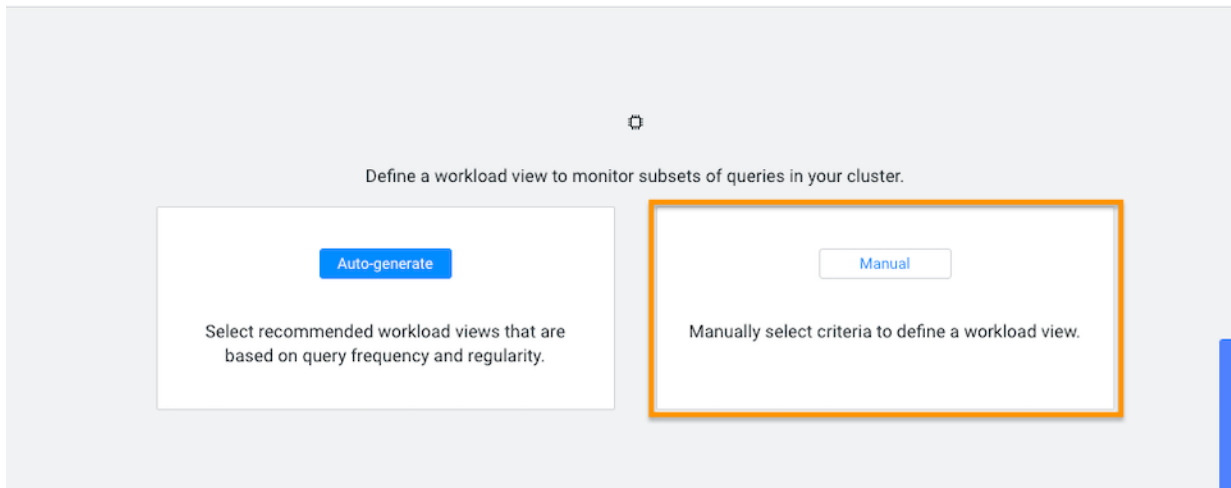 Define a workload view to monitor subsets of queries in your cluster.
Auto-generate
Select recommended workload views that are
based on query frequency and regularity.
Manual
Manually select criteria to define a workload view.